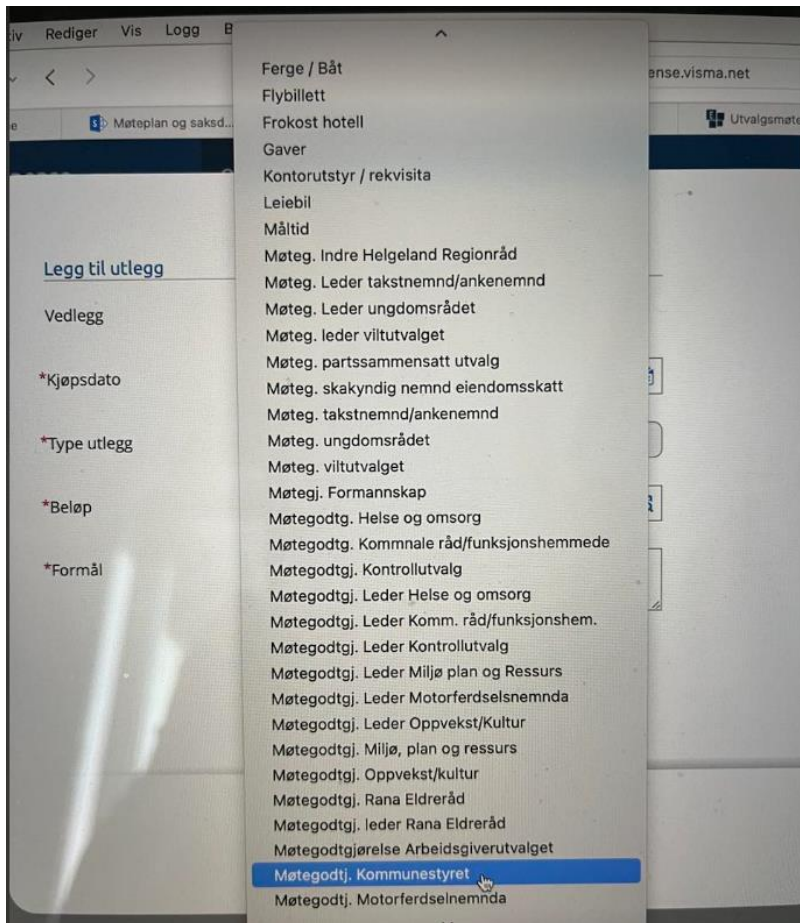 iv Rediger Vis Logg B
ense.visma.net
e Møteplan og saksd... Utvalgsmøte
Legg til utlegg
Vedlegg
*Kjøpsdato
*Type utlegg
*Beløp
*Formål
Ferge / Båt
Flybillett
Frokost hotell
Gaver
Kontorutstyr / rekvisita
Leiebil
Måltid
Møteg. Indre Helgeland Regionråd
Møteg. Leder takstnemnd/ankenemnd
Møteg. Leder ungdomsrådet
Møteg. leder viltutvalget
Møteg. partssammensatt utvalg
Møteg. skakyndig nemnd eiendomsskatt
Møteg. takstnemnd/ankenemnd
Møteg. ungdomsrådet
Møteg. viltutvalget
Møtegj. Formannskap
Møtegodtg. Helse og omsorg
Møtegodtg. Kommnale råd/funksjonshemmede
Møtegodtgj. Kontrollutvalg
Møtegodtgj. Leder Helse og omsorg
Møtegodtgj. Leder Komm. råd/funksjonshem.
Møtegodtgj. Leder Kontrollutvalg
Møtegodtgj. Leder Miljø plan og Ressurs
Møtegodtgj. Leder Motorferdselsnemnda
Møtegodtgj. Leder Oppvekst/Kultur
Møtegodtgj. Miljø, plan og ressurs
Møtegodtgj. Oppvekst/kultur
Møtegodtgj. Rana Eldreråd
Møtegodtgj. leder Rana Eldreråd
Møtegodtgjørelse Arbeidsgiverutvalget
Møtegodtj. Kommunestyret
Møtegodtj. Motorferdselnemnda